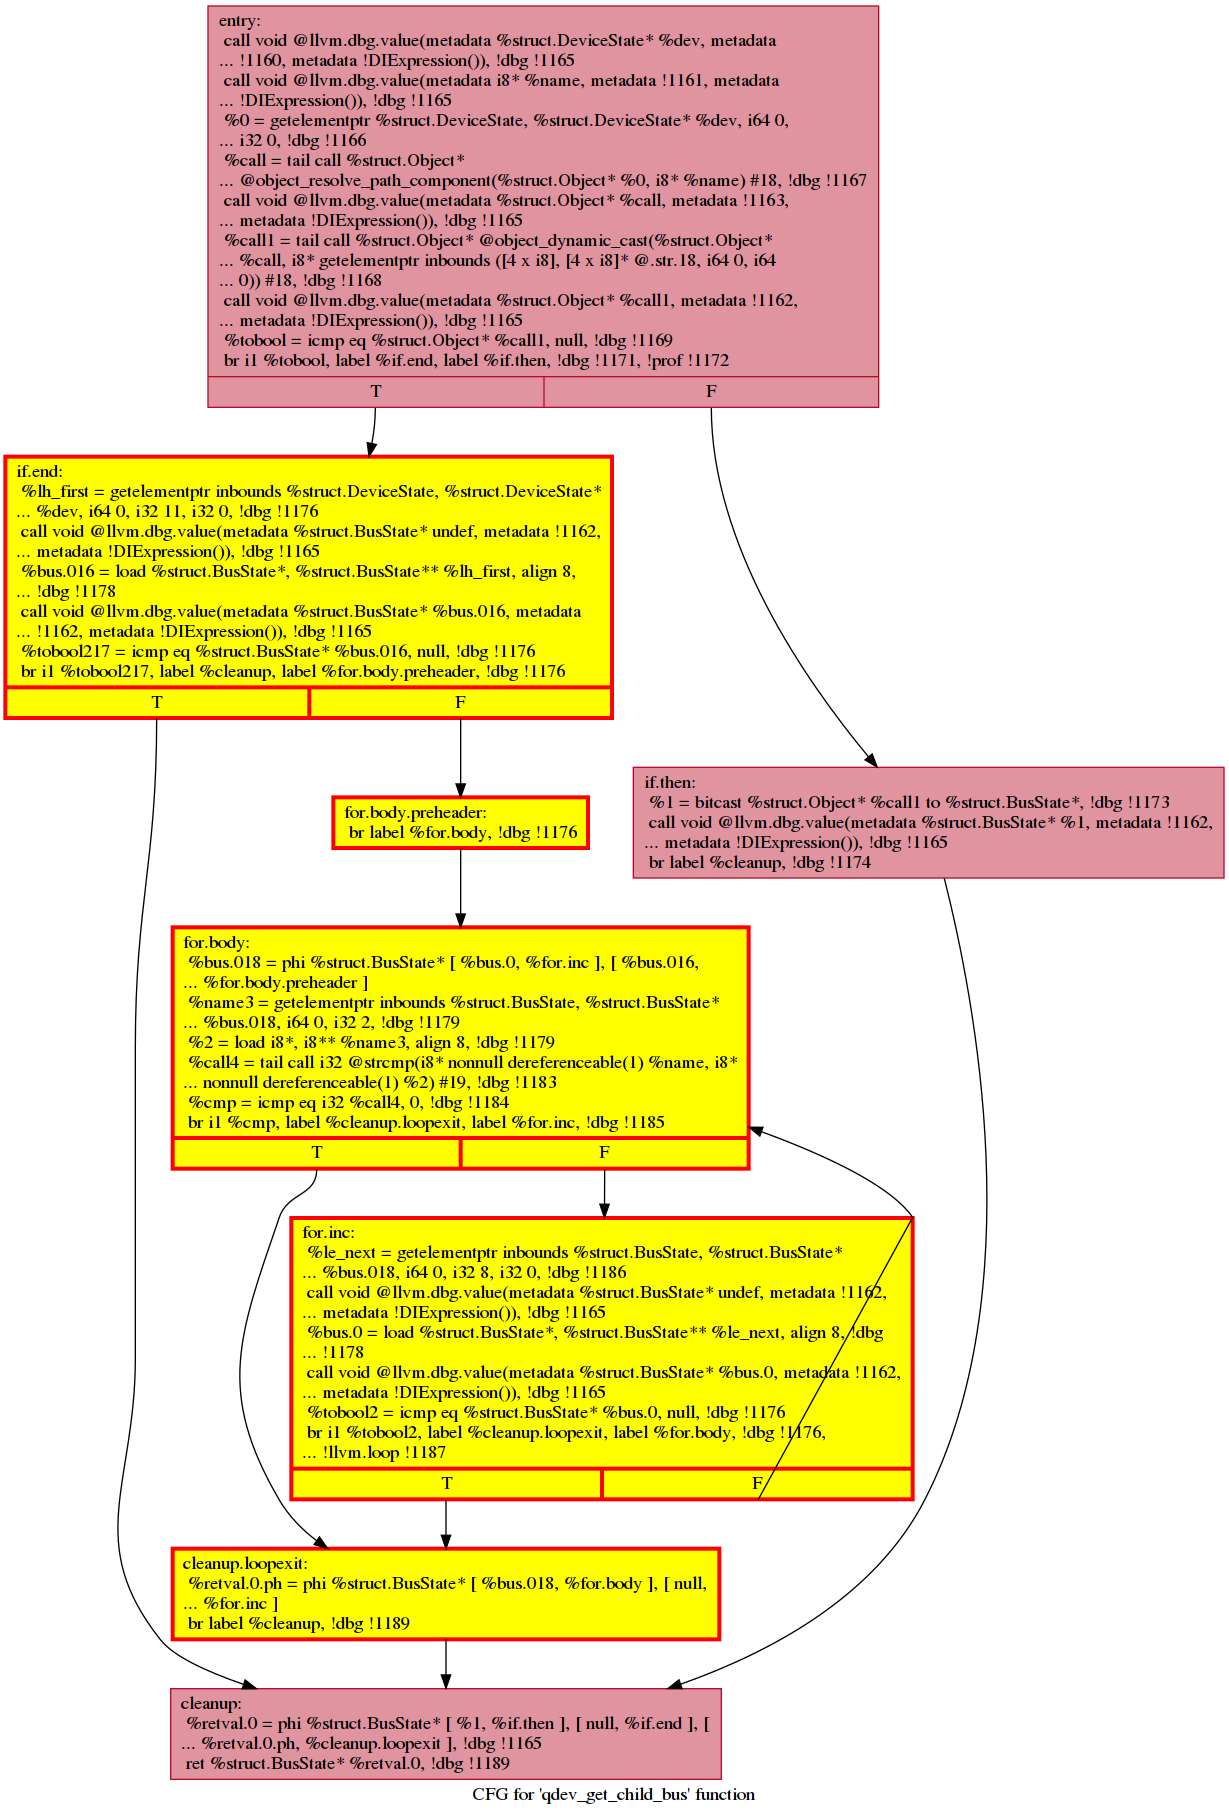 entry:
call void @llvm.dbg.value(metadata %struct.DeviceState* %dev, metadata
... !1160, metadata !DIExpression()), !dbg !1165
call void @llvm.dbg.value(metadata i8* %name, metadata !1161, metadata
... !DIExpression()), !dbg !1165
%0 = getelementptr %struct.DeviceState, %struct.DeviceState* %dev, i64 0,
... i32 0, !dbg !1166
%call = tail call %struct.Object*
... @object_resolve_path_component(%struct.Object* %0, i8* %name) #18, !dbg !1167
call void @llvm.dbg.value(metadata %struct.Object* %call, metadata !1163,
... metadata !DIExpression()), !dbg !1165
%call1 = tail call %struct.Object* @object_dynamic_cast(%struct.Object*
... %call, i8* getelementptr inbounds ([4 x i8], [4 x i8]* @.str.18, i64 0, i64
... 0)) #18, !dbg !1168
call void @llvm.dbg.value(metadata %struct.Object* %call1, metadata !1162,
... metadata !DIExpression()), !dbg !1165
%tobool = icmp eq %struct.Object* %call1, null, !dbg !1169
br i1 %tobool, label %if.end, label %if.then, !dbg !1171, !prof !1172
T F
if.end:
%lh_first = getelementptr inbounds %struct.DeviceState, %struct.DeviceState*
... %dev, i64 0, i32 11, i32 0, !dbg !1176
call void @llvm.dbg.value(metadata %struct.BusState* undef, metadata !1162,
... metadata !DIExpression()), !dbg !1165
%bus.016 = load %struct.BusState*, %struct.BusState** %lh_first, align 8,
... !dbg !1178
call void @llvm.dbg.value(metadata %struct.BusState* %bus.016, metadata
... !1162, metadata !DIExpression()), !dbg !1165
%tobool217 = icmp eq %struct.BusState* %bus.016, null, !dbg !1176
br i1 %tobool217, label %cleanup, label %for.body.preheader, !dbg !1176
T F
if.then:
%1 = bitcast %struct.Object* %call1 to %struct.BusState*, !dbg !1173
call void @llvm.dbg.value(metadata %struct.BusState* %1, metadata !1162,
... metadata !DIExpression()), !dbg !1165
br label %cleanup, !dbg !1174
for.body.preheader:
br label %for.body, !dbg !1176
for.body:
%bus.018 = phi %struct.BusState* [ %bus.0, %for.inc ], [ %bus.016,
... %for.body.preheader ]
%name3 = getelementptr inbounds %struct.BusState, %struct.BusState*
... %bus.018, i64 0, i32 2, !dbg !1179
%2 = load i8*, i8** %name3, align 8, !dbg !1179
%call4 = tail call i32 @strcmp(i8* nonnull dereferenceable(1) %name, i8*
... nonnull dereferenceable(1) %2) #19, !dbg !1183
%cmp = icmp eq i32 %call4, 0, !dbg !1184
br i1 %cmp, label %cleanup.loopexit, label %for.inc, !dbg !1185
T F
for.inc:
%le_next = getelementptr inbounds %struct.BusState, %struct.BusState*
... %bus.018, i64 0, i32 8, i32 0, !dbg !1186
call void @llvm.dbg.value(metadata %struct.BusState* undef, metadata !1162,
... metadata !DIExpression()), !dbg !1165
%bus.0 = load %struct.BusState*, %struct.BusState** %le_next, align 8, !dbg
... !1178
call void @llvm.dbg.value(metadata %struct.BusState* %bus.0, metadata !1162,
... metadata !DIExpression()), !dbg !1165
%tobool2 = icmp eq %struct.BusState* %bus.0, null, !dbg !1176
br i1 %tobool2, label %cleanup.loopexit, label %for.body, !dbg !1176,
... !llvm.loop !1187
T F
cleanup.loopexit:
%retval.0.ph = phi %struct.BusState* [ %bus.018, %for.body ], [ null,
... %for.inc ]
br label %cleanup, !dbg !1189
cleanup:
%retval.0 = phi %struct.BusState* [ %1, %if.then ], [ null, %if.end ], [
... %retval.0.ph, %cleanup.loopexit ], !dbg !1165
ret %struct.BusState* %retval.0, !dbg !1189
CFG for 'qdev_get_child_bus' function